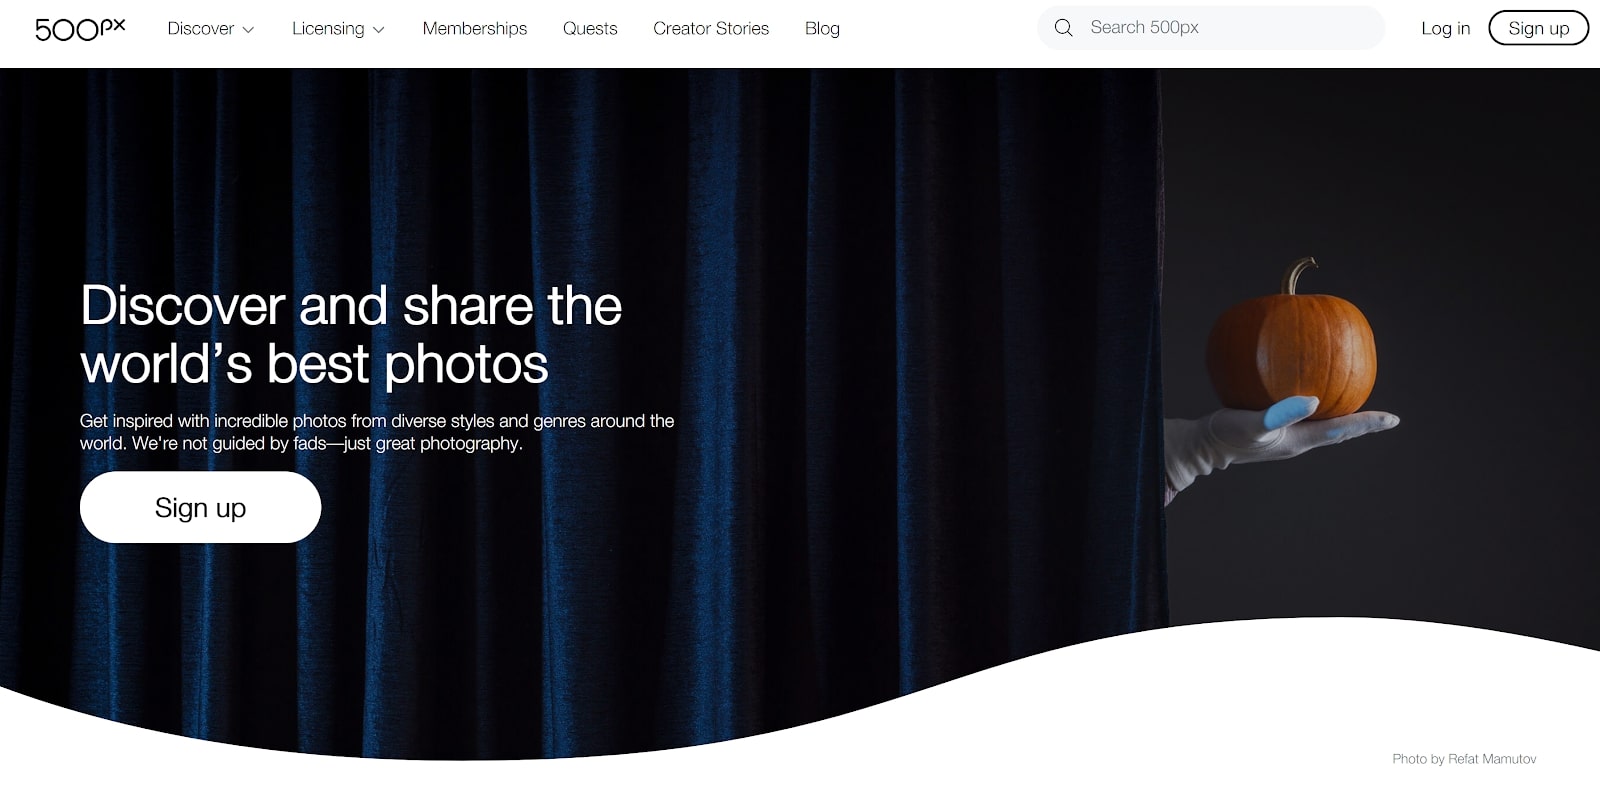 500px
Discover
Licensing
Memberships
Quests
Creator Stories
Blog
Search 500px
Log in
Sign up
Discover and share the
world’s best photos
Get inspired with incredible photos from diverse styles and genres around the
world. We're not guided by fads—just great photography.
Sign up
Photo by Refat Mamutov